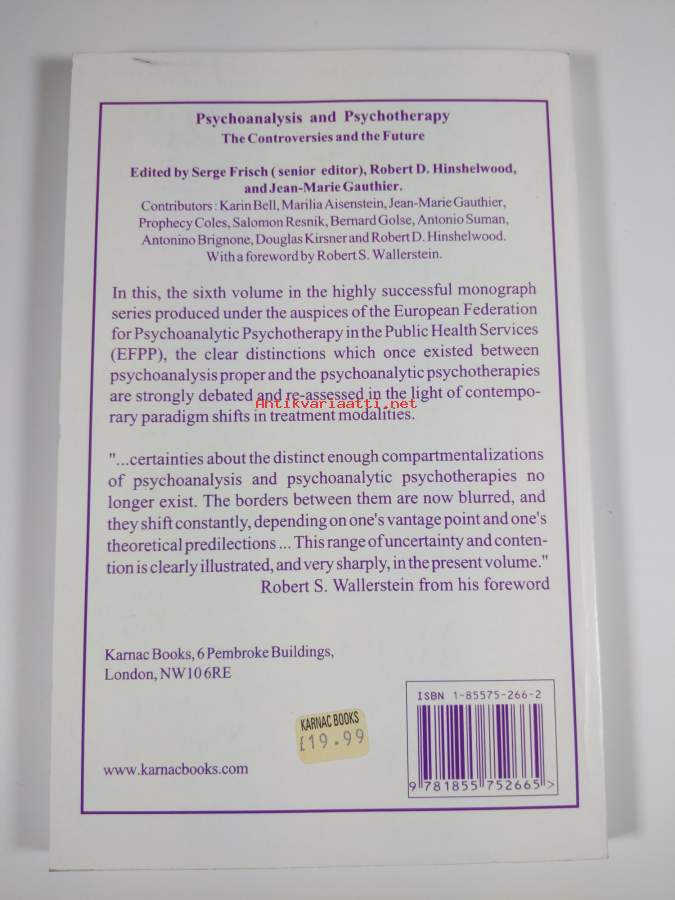 Psychoanalysis and Psychotherapy
The Controversies and the Future
Edited by Serge Frisch ( senior editor), Robert D. Hinshelwood,
and Jean-Marie Gauthier.
Contributors : Karin Bell, Marilia Aisenstein, Jean-Marie Gauthier,
Prophecy Coles, Salomon Resnik, Bernard Golse, Antonio Suman,
Antonino Brignone, Douglas Kirsner and Robert D. Hinshelwood.
With a foreword by Robert S. Wallerstein.
In this, the sixth volume in the highly successful monograph
series produced under the auspices of the European Federation
for Psychoanalytic Psychotherapy in the Public Health Services
(EFPP), the clear distinctions which once existed between
psychoanalysis proper and the psychoanalytic psychotherapies
are strongly debated and re-assessed in the light of contempo-
Antikvariaatti.net
rary paradigm shifts in treatment modalities.
"...certainties about the distinct enough compartmentalizations
of psychoanalysis and psychoanalytic psychotherapies no
longer exist. The borders between them are now blurred, and
they shift constantly, depending on one's vantage point and one's
theoretical predilections ... This range of uncertainty and conten-
tion is clearly illustrated, and very sharply, in the present volume."
Robert S. Wallerstein from his foreword
Karnac Books, 6 Pembroke Buildings,
London, NW10 6RE
ISBN 1-85575-266-2
KARNAC BOOKS
£19.99
www.karnacbooks.com
9 781855 752665 >